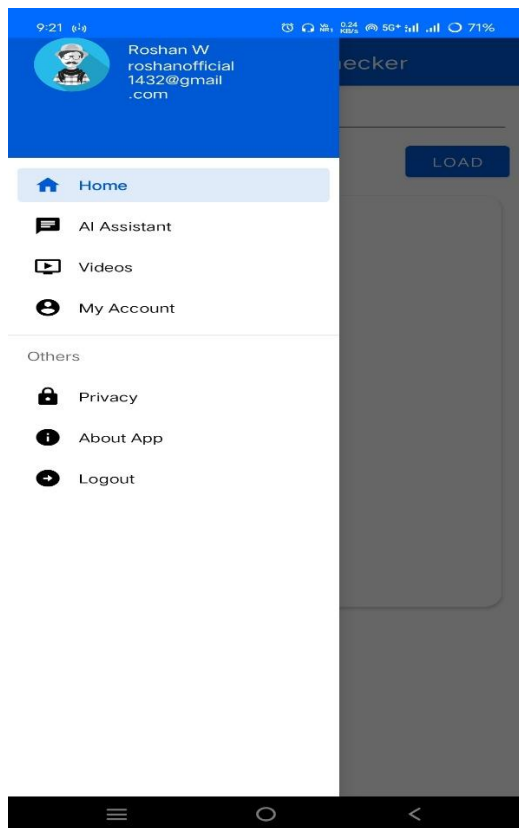 9:21 0.24 KB/s 5G+ 71%
Roshan W
ecker
roshanofficial
1432@gmail
.com
LOAD
Home
AI Assistant
Videos
My Account
Others
Privacy
About App
Logout